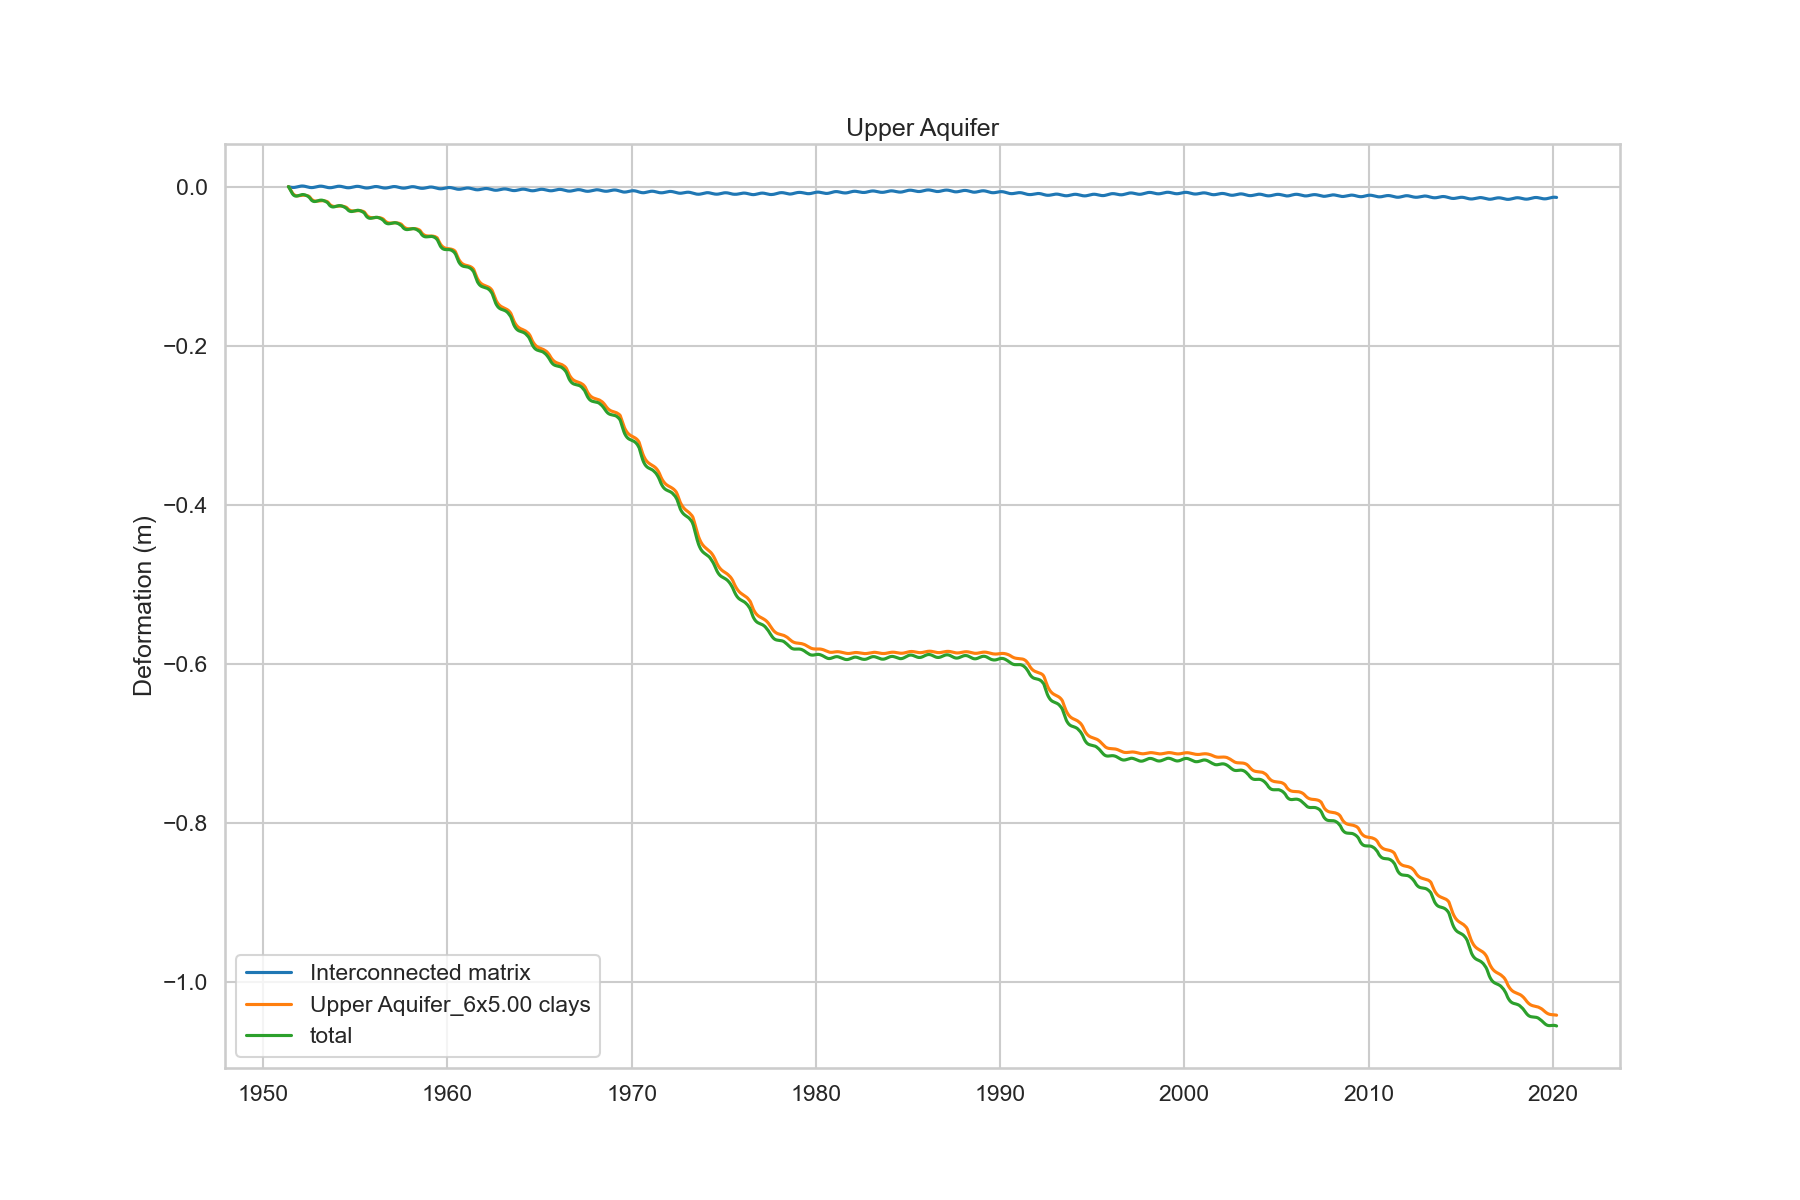 Upper Aquifer
Deformation (m)
0.0
−0.2
−0.4
−0.6
−0.8
−1.0
Interconnected matrix
Upper Aquifer_6x5.00 clays
total
1950 1960 1970 1980 1990 2000 2010 2020